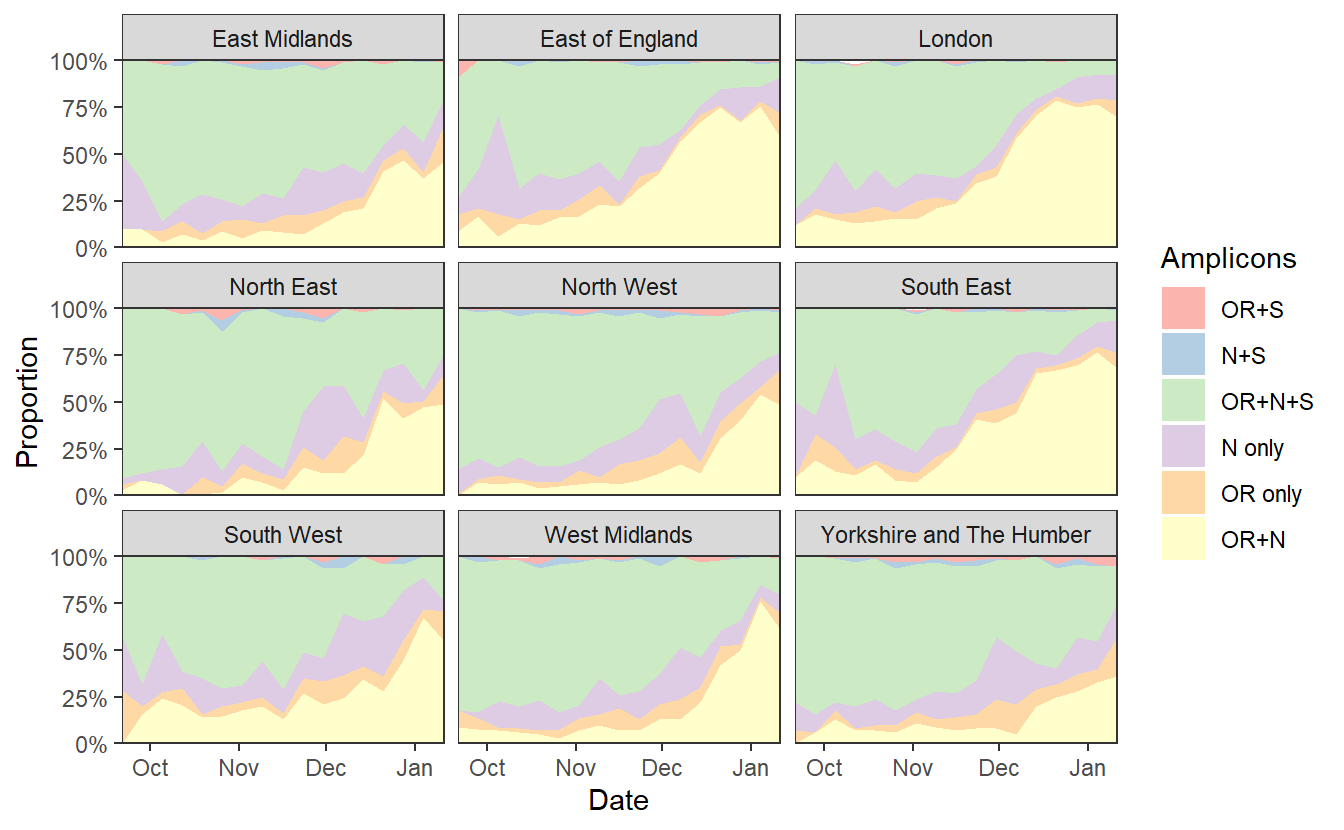 East Midlands
East of England
London
100%
75%
50%
25%
0%
North East
North West
South East
100%
75%
50%
25%
0%
South West
West Midlands
Yorkshire and The Humber
100%
75%
50%
25%
0%
Oct Nov Dec Jan
Oct Nov Dec Jan
Oct Nov Dec Jan
Date
Proportion
Amplicons
OR+S
N+S
OR+N+S
N only
OR only
OR+N